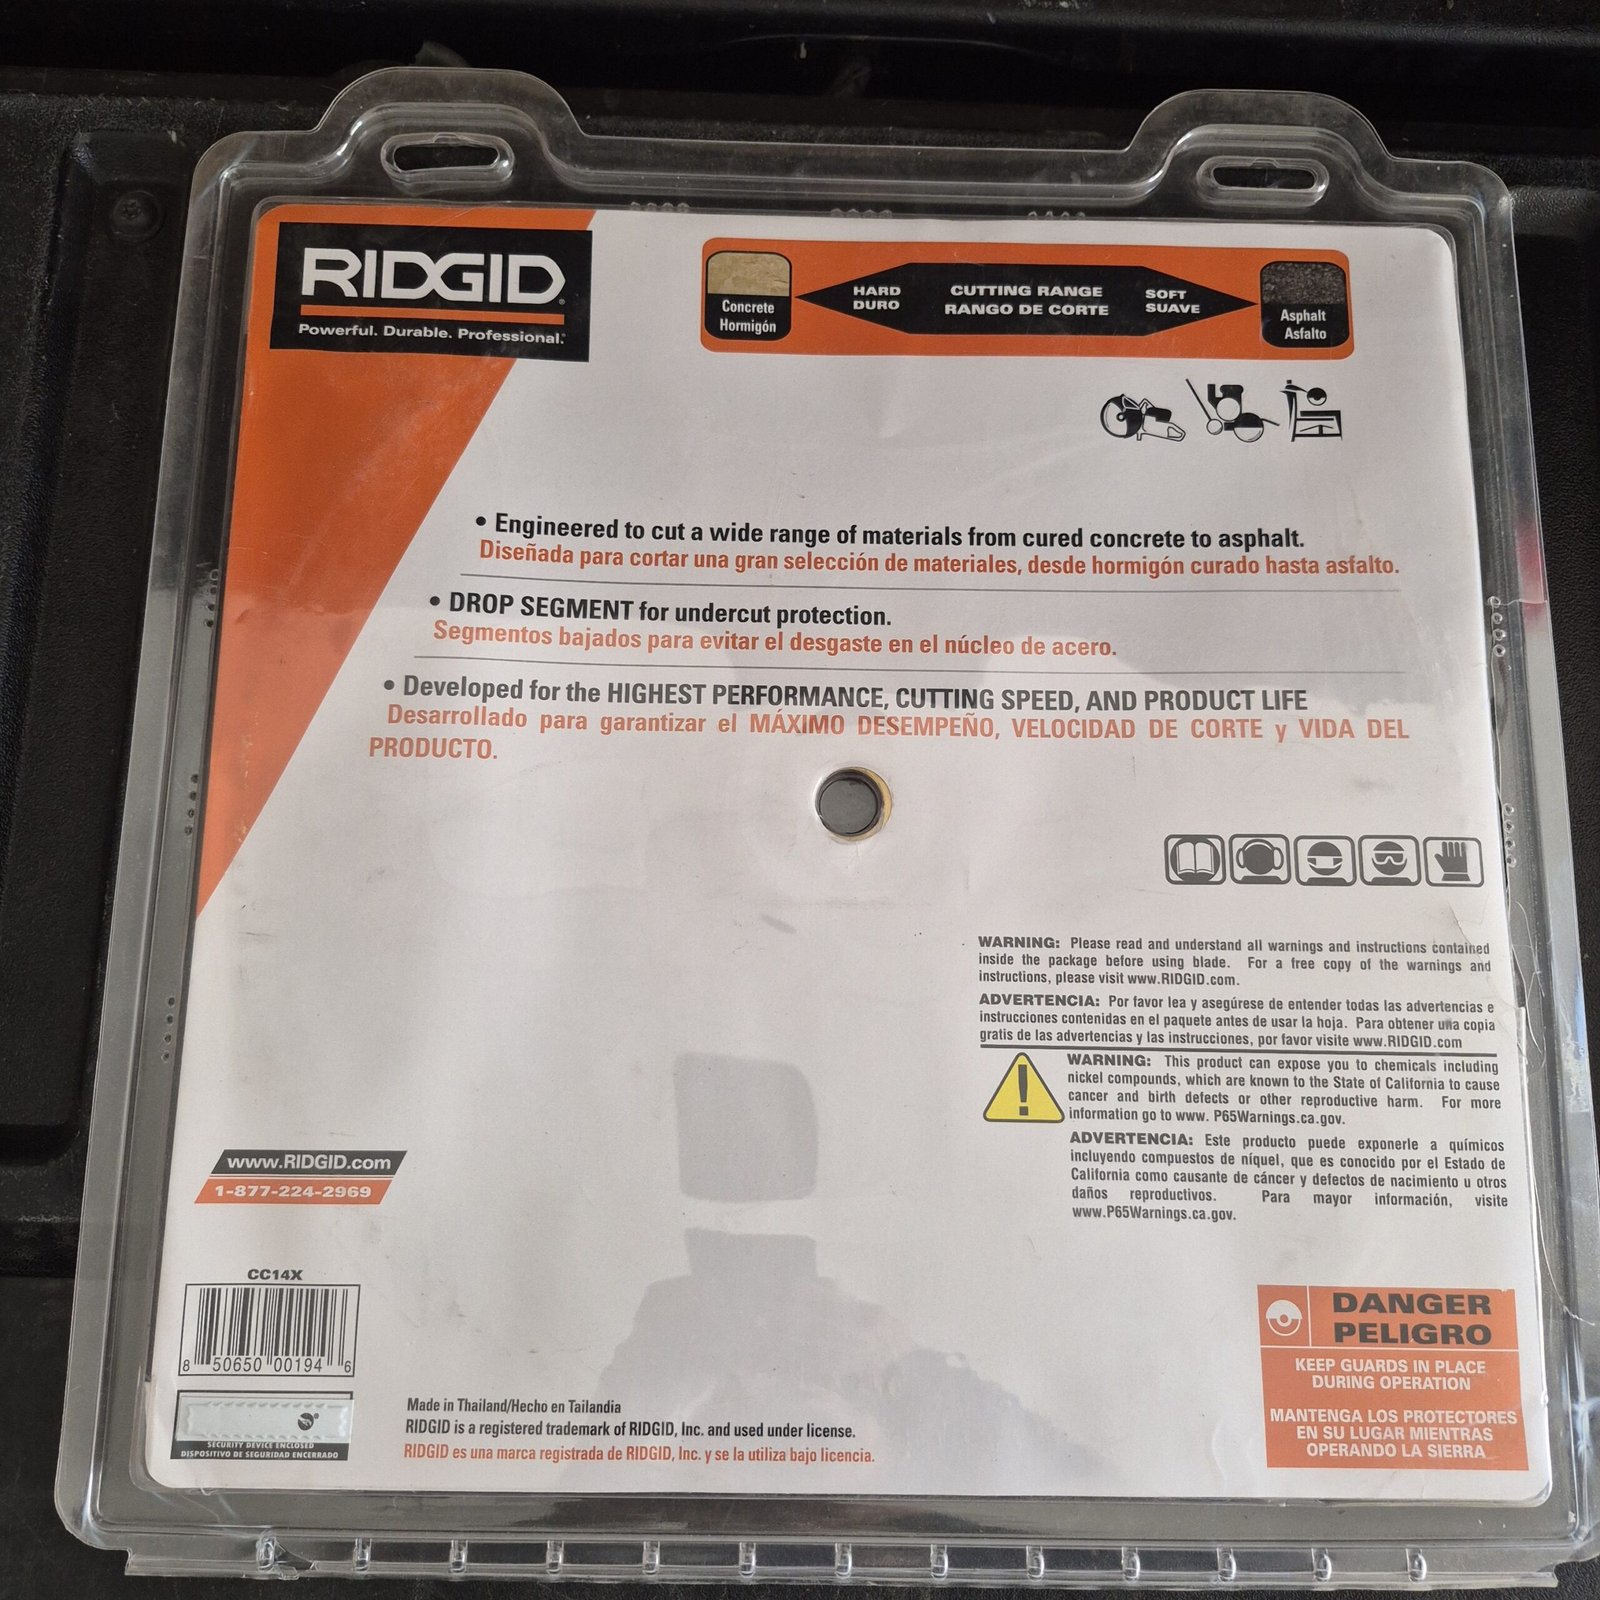 RIDGID®
Powerful. Durable. Professional.®
Concrete
Hormigón
HARD
DURO
CUTTING RANGE
RANGO DE CORTE
SOFT
SUAVE
Asphalt
Asfalto
• Engineered to cut a wide range of materials from cured concrete to asphalt.
Diseñada para cortar una gran selección de materiales, desde hormigón curado hasta asfalto.
• DROP SEGMENT for undercut protection.
Segmentos bajados para evitar el desgaste en el núcleo de acero.
• Developed for the HIGHEST PERFORMANCE, CUTTING SPEED, AND PRODUCT LIFE
Desarrollado para garantizar el MÁXIMO DESEMPEÑO, VELOCIDAD DE CORTE y VIDA DEL
PRODUCTO.
WARNING: Please read and understand all warnings and instructions contained
inside the package before using blade. For a free copy of the warnings and
instructions, please visit www.RIDGID.com.
ADVERTENCIA: Por favor lea y asegúrese de entender todas las advertencias e
instrucciones contenidas en el paquete antes de usar la hoja. Para obtener una copia
gratis de las advertencias y las instrucciones, por favor visite www.RIDGID.com
WARNING: This product can expose you to chemicals including
nickel compounds, which are known to the State of California to cause
cancer and birth defects or other reproductive harm. For more
information go to www. P65Warnings.ca.gov.
ADVERTENCIA: Este producto puede exponerle a químicos
incluyendo compuestos de níquel, que es conocido por el Estado de
California como causante de cáncer y defectos de nacimiento u otros
daños reproductivos. Para mayor información, visite
www.P65Warnings.ca.gov.
www.RIDGID.com
1-877-224-2969
CC14X
8 50650 00194 6
SECURITY DEVICE ENCLOSED
DISPOSITIVO DE SEGURIDAD ENCERRADO
Made in Thailand/Hecho en Tailandia
RIDGID is a registered trademark of RIDGID, Inc. and used under license.
RIDGID es una marca registrada de RIDGID, Inc. y se la utiliza bajo licencia.
DANGER
PELIGRO
KEEP GUARDS IN PLACE
DURING OPERATION
MANTENGA LOS PROTECTORES
EN SU LUGAR MIENTRAS
OPERANDO LA SIERRA